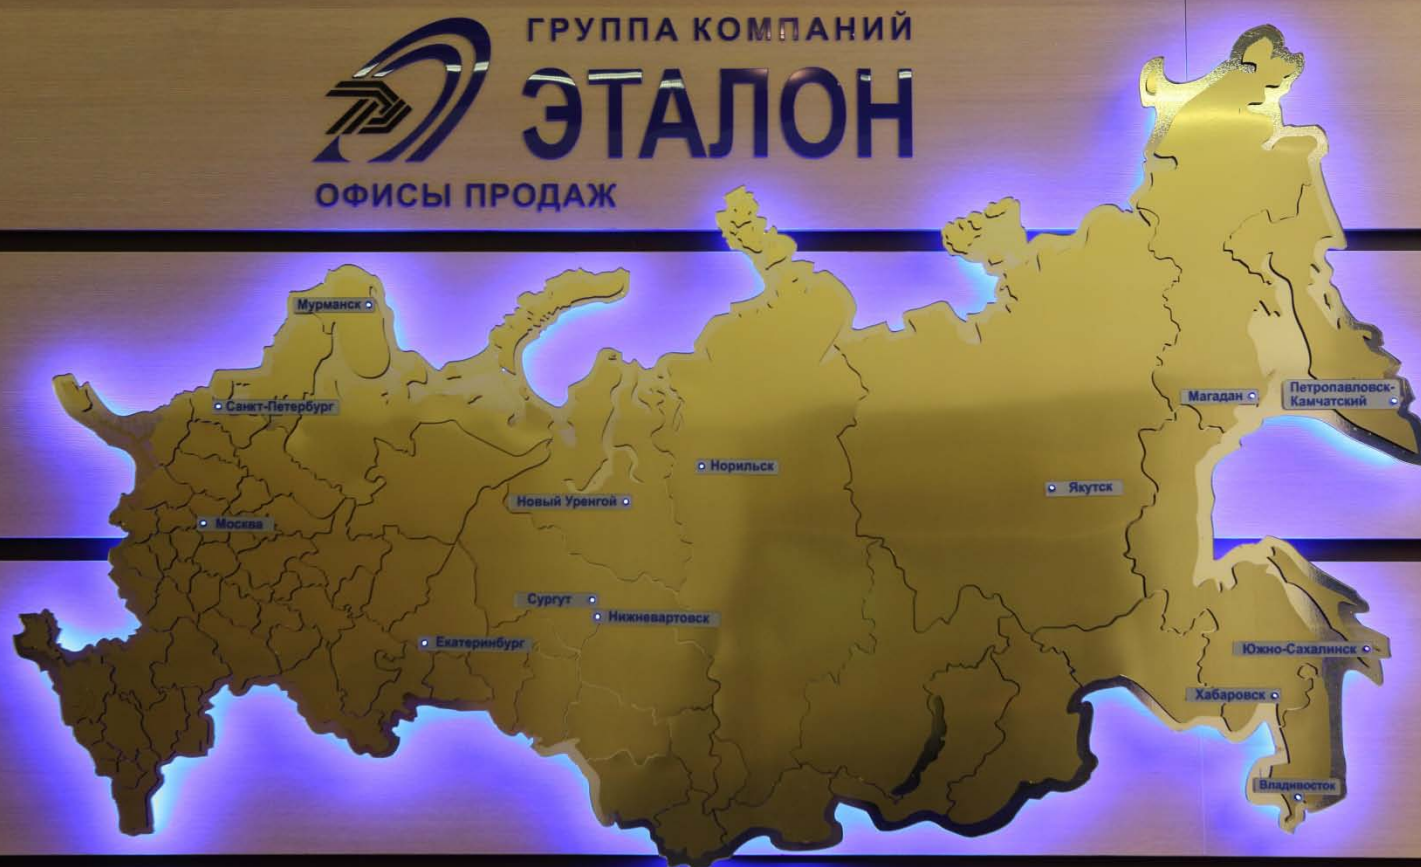 ГРУППА КОМПАНИЙ
ЭТАЛОН
ОФИСЫ ПРОДАЖ
Мурманск
Санкт-Петербург
Магадан
Петропавловск-
Камчатский
Норильск
Якутск
Новый Уренгой
Москва
Сургут
Нижневартовск
Екатеринбург
Южно-Сахалинск
Хабаровск
Владивосток